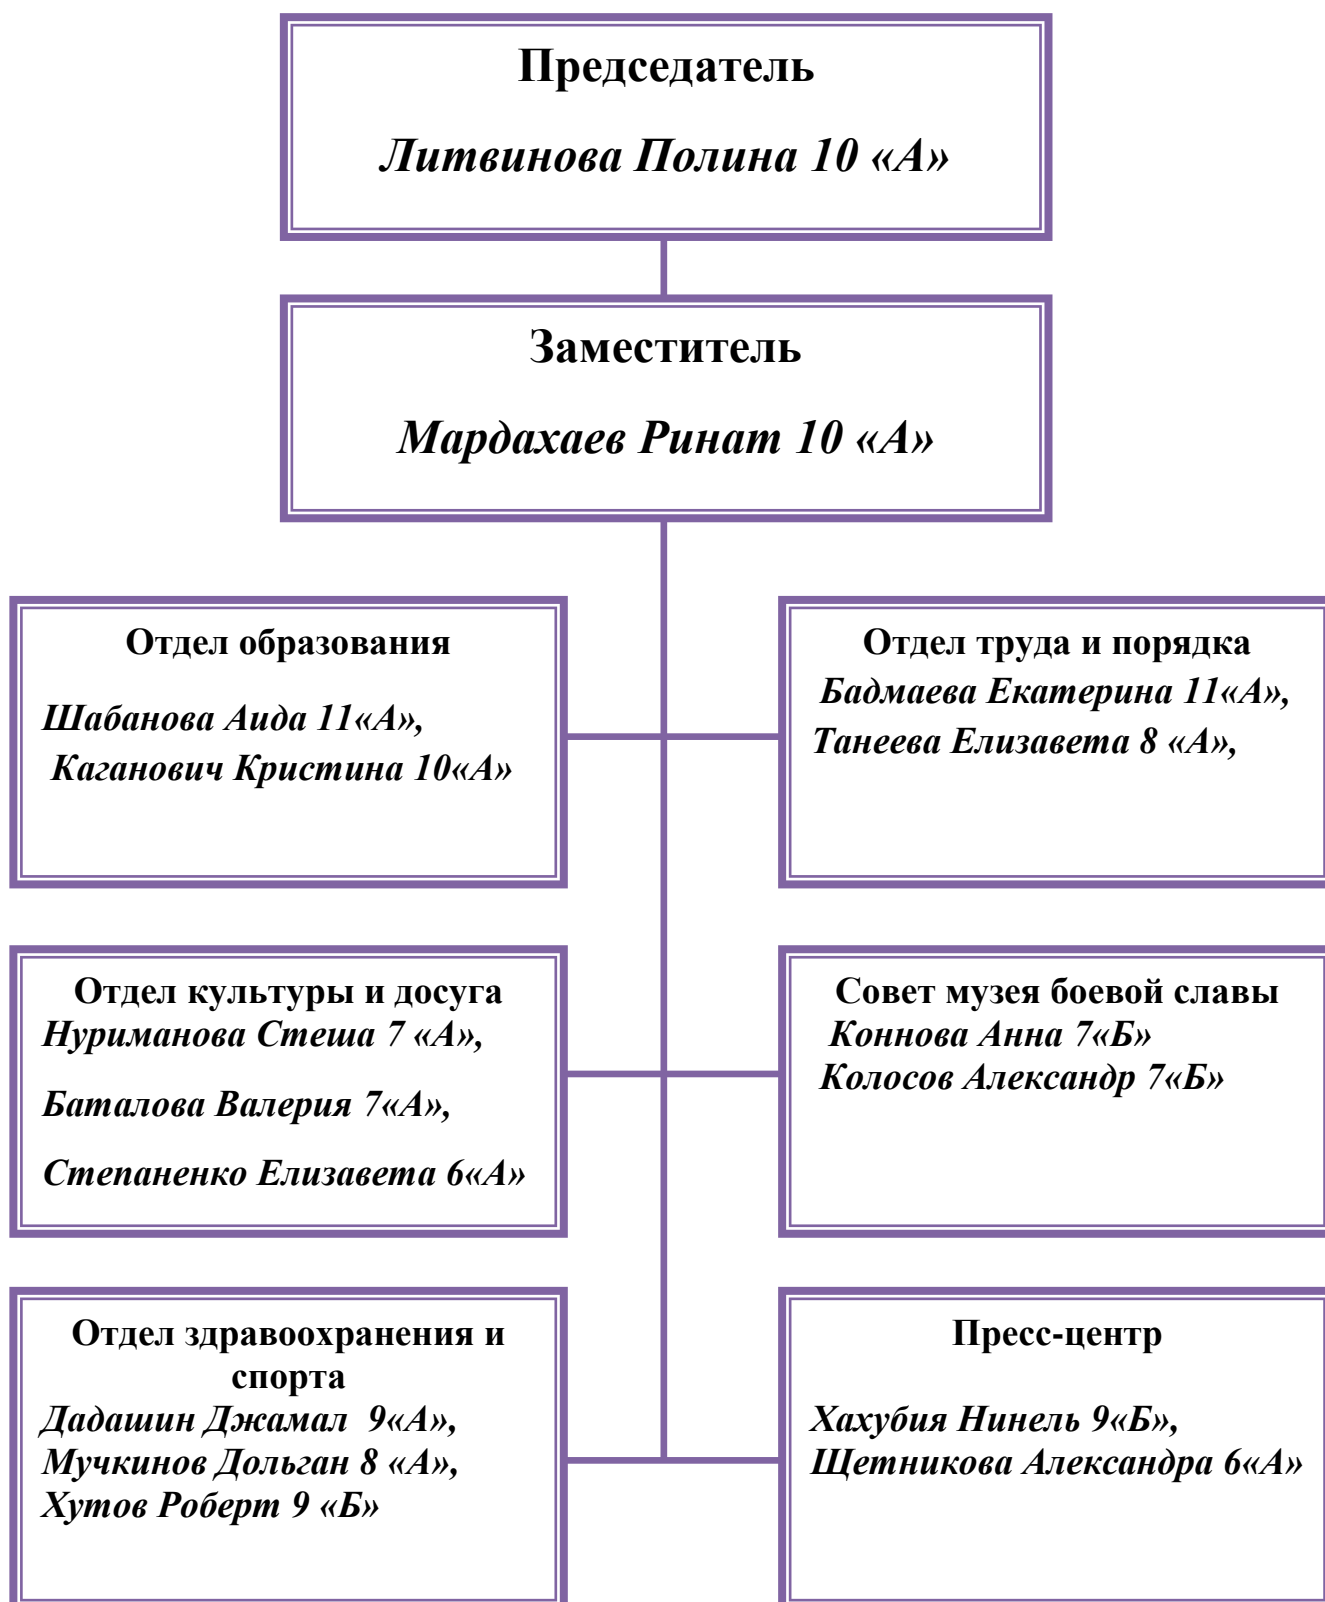 Председатель
Литвинова Полина 10 «А»
Заместитель
Мардахаев Ринат 10 «А»
Отдел образования
Шабанова Аида 11«А»,
Каганович Кристина 10«А»
Отдел труда и порядка
Бадмаева Екатерина 11«А»,
Танеева Елизавета 8 «А»,
Отдел культуры и досуга
Нуриманова Стеша 7 «А»,
Баталова Валерия 7«А»,
Степаненко Елизавета 6«А»
Совет музея боевой славы
Коннова Анна 7«Б»
Колосов Александр 7«Б»
Отдел здравоохранения и
спорта
Дадашин Джамал  9«А»,
Мучкинов Дольган 8 «А»,
Хутов Роберт 9 «Б»
Пресс-центр
Хахубия Нинель 9«Б»,
Щетникова Александра 6«А»